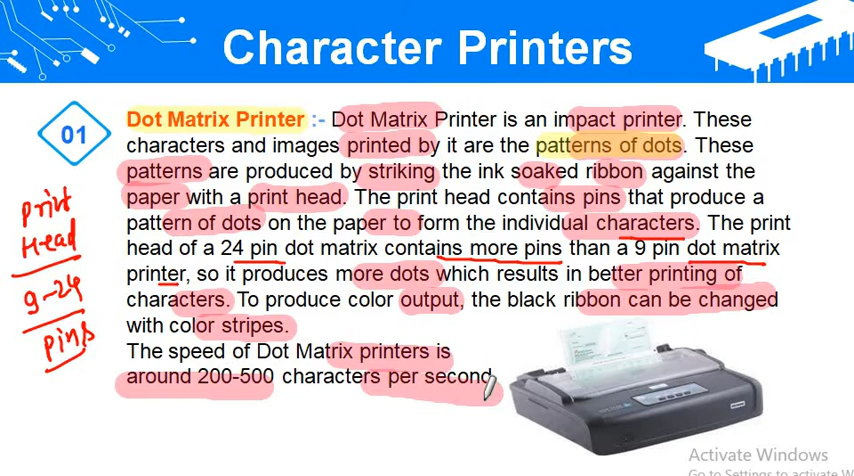 Character Printers
01
Dot Matrix Printer :- Dot Matrix Printer is an impact printer. These
characters and images printed by it are the patterns of dots. These
patterns are produced by striking the ink soaked ribbon against the
paper with a print head. The print head contains pins that produce a
pattern of dots on the paper to form the individual characters. The print
head of a 24 pin dot matrix contains more pins than a 9 pin dot matrix
printer, so it produces more dots which results in better printing of
characters. To produce color output, the black ribbon can be changed
with color stripes.
The speed of Dot Matrix printers is
around 200-500 characters per second
Print
Head
9-24
pins
Activate Windows
Go to Settings to activate W